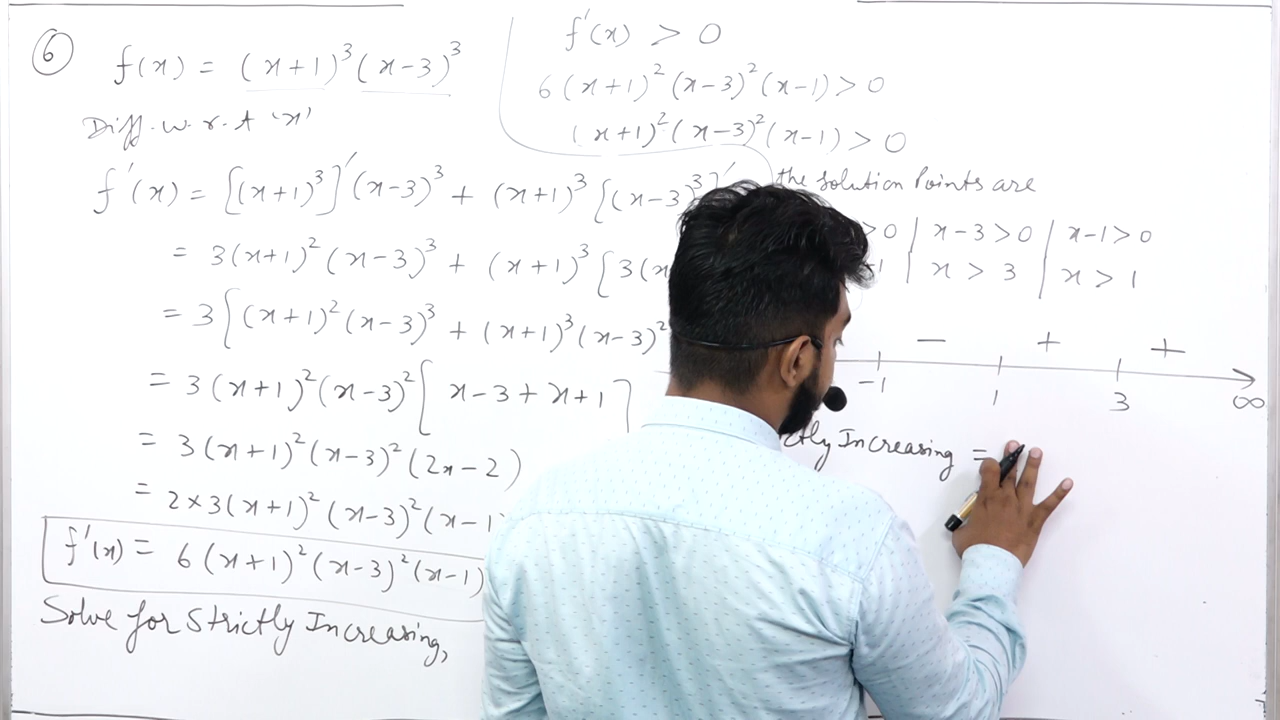 6
f(x) = (x+1)³(x-3)³
Diff. w.r.t 'x'
f'(x) = [(x+1)³]'(x-3)³ + (x+1)³[(x-3)³]'
= 3(x+1)²(x-3)³ + (x+1)³[3(x
= 3[(x+1)²(x-3)³ + (x+1)³(x-3)²
= 3(x+1)²(x-3)²[x-3+x+1]
= 3(x+1)²(x-3)²(2x-2)
= 2×3(x+1)²(x-3)²(x-1
f'(x) = 6(x+1)²(x-3)²(x-1)
Solve for Strictly Increasing,
f'(x) > 0
6(x+1)²(x-3)²(x-1) > 0
(x+1)²(x-3)²(x-1) > 0
the solution Points are
>0 | x-3>0 | x-1>0
1 | x > 3 | x > 1
- + +
-1 1 3 ∞
ctly Increasing =